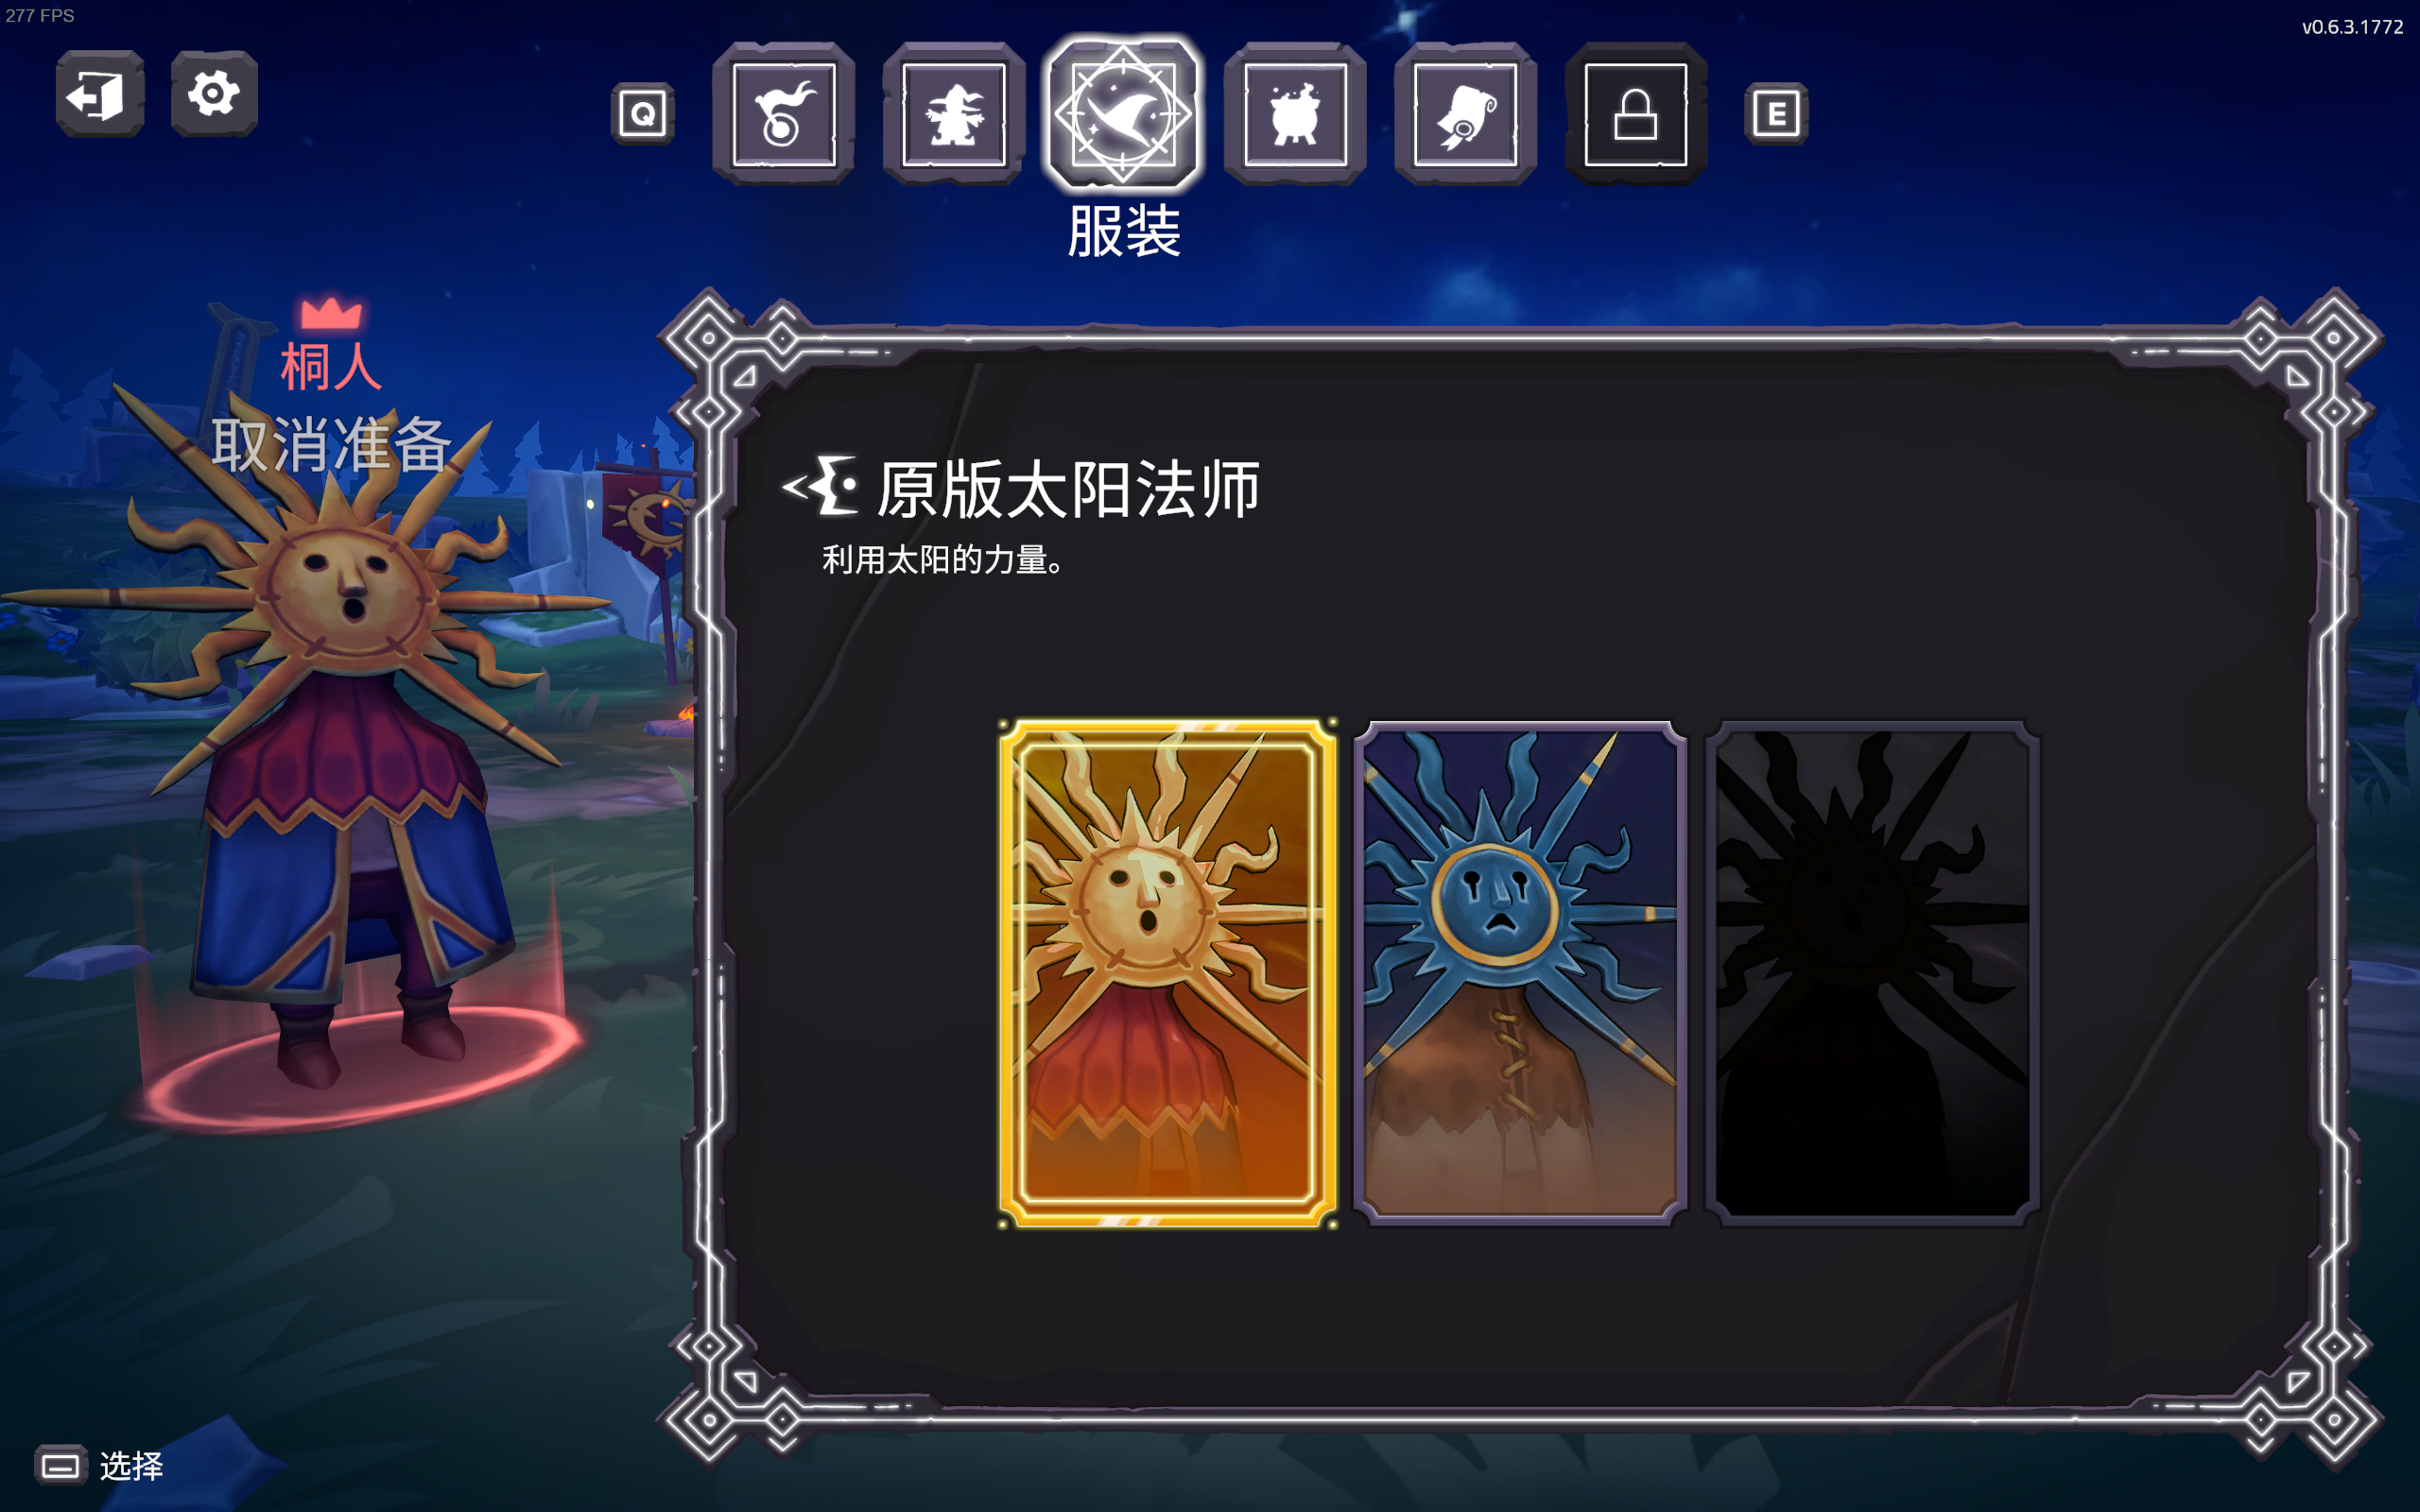 277 FPS
v0.6.3.1772
Q
E
服装
桐人
取消准备
原版太阳法师
利用太阳的力量。
选择